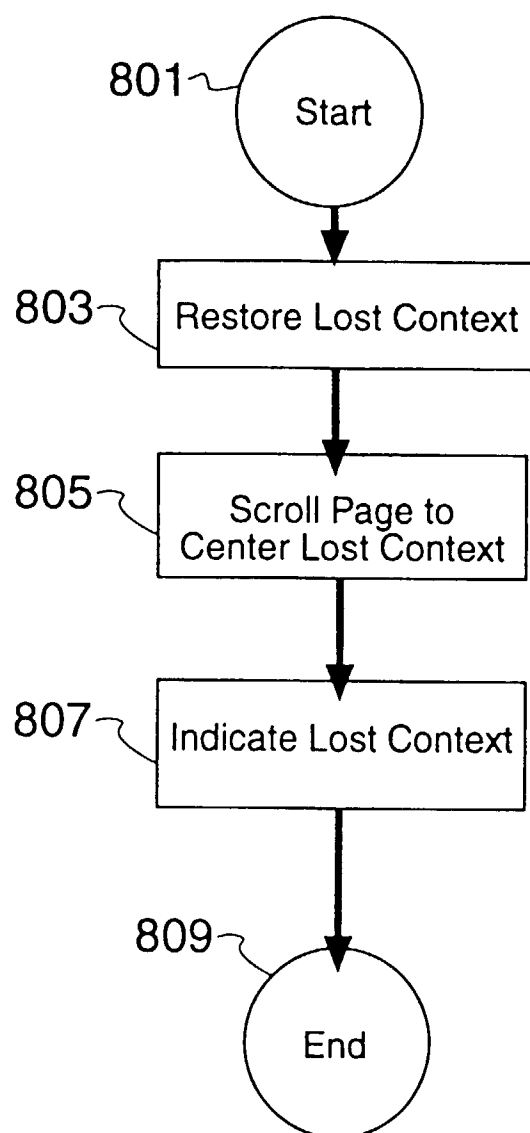 801
Start
803
Restore Lost Context
805
Scroll Page to
Center Lost Context
807
Indicate Lost Context
809
End